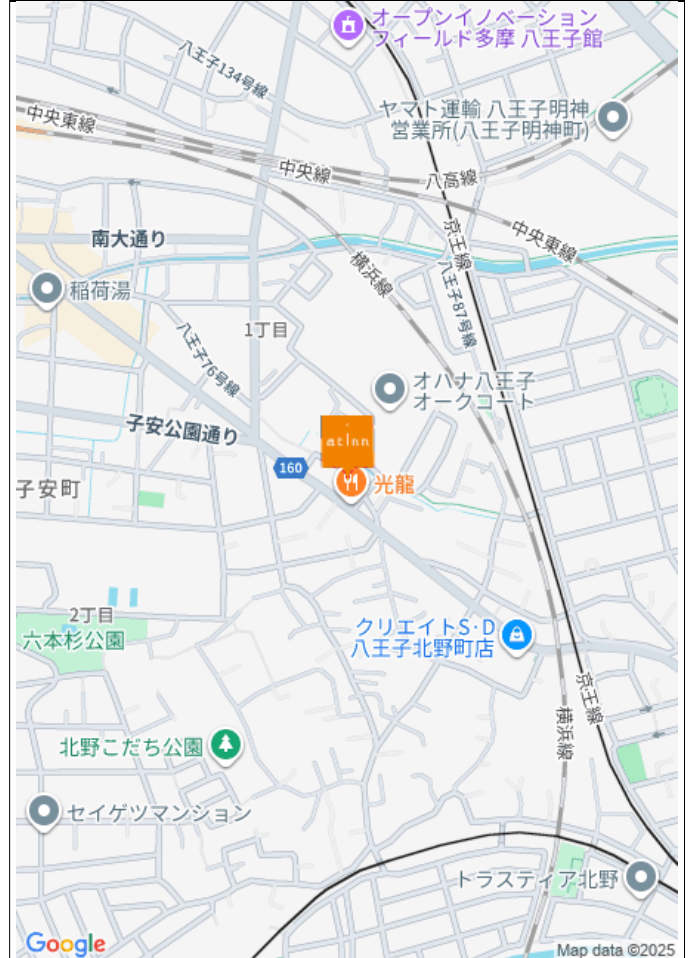 オープンイノベーション
フィールド多摩 八王子館
八王子134号線
ヤマト運輸 八王子明神
営業所(八王子明神町)
中央東線
中央線
八高線
京王線
中央東線
南大通り
横浜線
八王子87号線
稲荷湯
1丁目
八王子76号線
オハナ八王子
オークコート
子安公園通り
at Inn
160
光龍
子安町
2丁目
六本杉公園
クリエイトS・D
八王子北野町店
京王線
横浜線
北野こだち公園
セイゲツマンション
トラスティア北野
Google
Map data ©2025